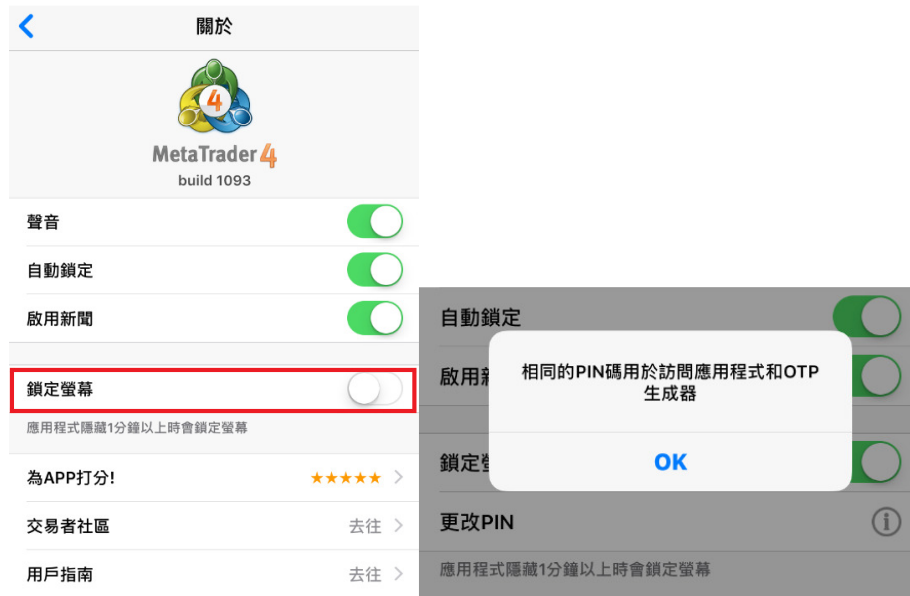 關於
4
MetaTrader 4
build 1093
聲音
自動鎖定
啟用新聞
鎖定螢幕
應用程式隱藏1分鐘以上時會鎖定螢幕
為APP打分!
★★★★★
交易者社區 去往
用戶指南 去往
自動鎖定
啟用
相同的PIN碼用於訪問應用程式和OTP
生成器
OK
鎖定
更改PIN
應用程式隱藏1分鐘以上時會鎖定螢幕